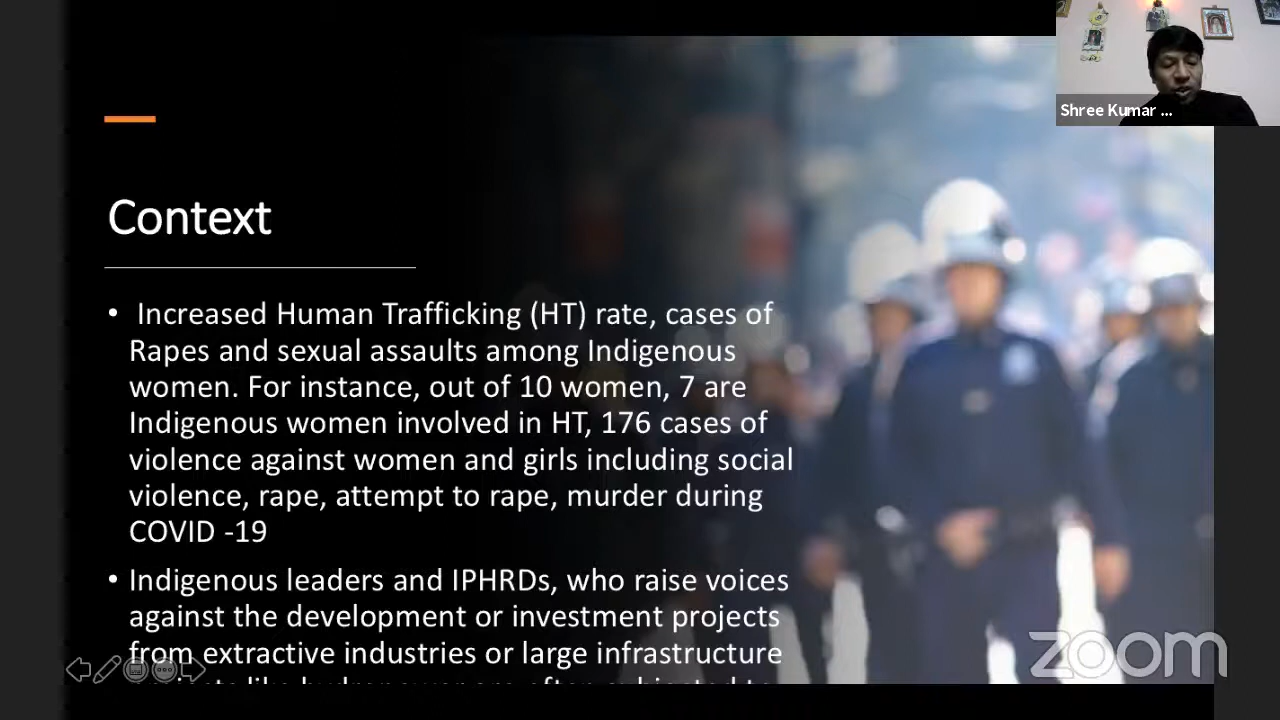 Shree Kumar ...
Context
• Increased Human Trafficking (HT) rate, cases of
Rapes and sexual assaults among Indigenous
women. For instance, out of 10 women, 7 are
Indigenous women involved in HT, 176 cases of
violence against women and girls including social
violence, rape, attempt to rape, murder during
COVID -19
• Indigenous leaders and IPHRDs, who raise voices
against the development or investment projects
from extractive industries or large infrastructure
zoom